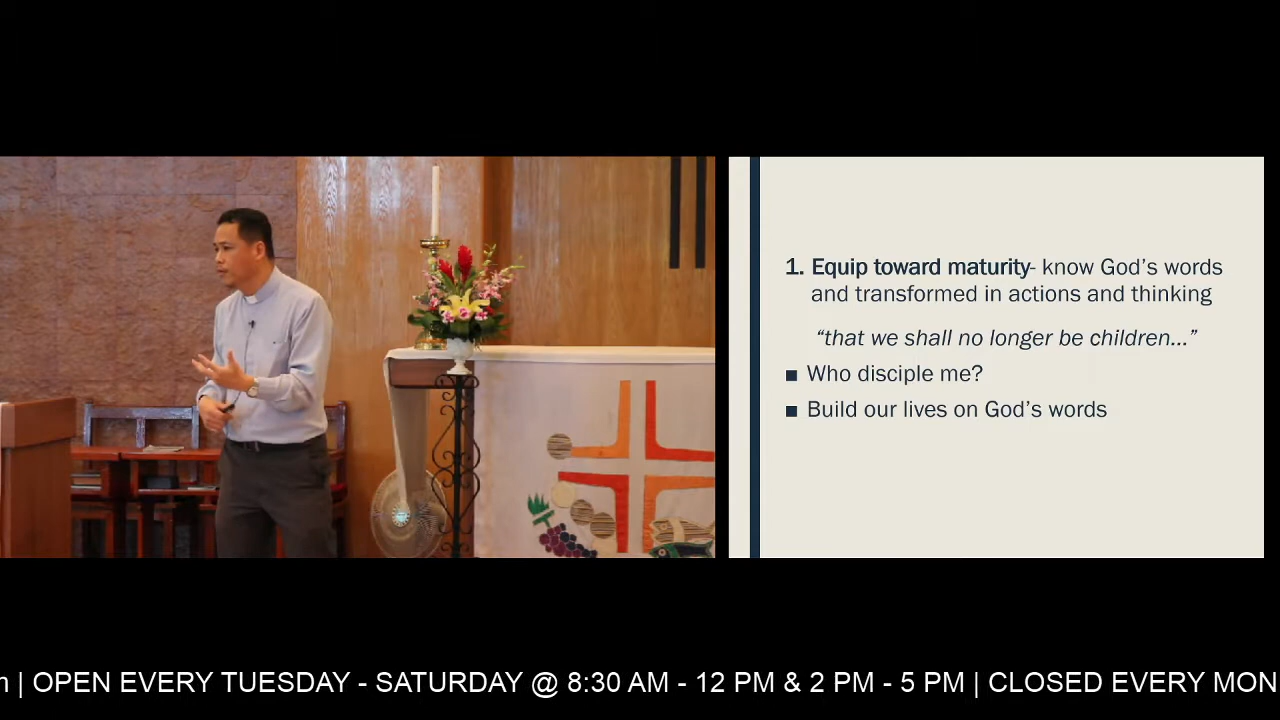 1. Equip toward maturity- know God's words
and transformed in actions and thinking
“that we shall no longer be children...”
■ Who disciple me?
■ Build our lives on God's words
| OPEN EVERY TUESDAY - SATURDAY @ 8:30 AM - 12 PM & 2 PM - 5 PM | CLOSED EVERY MON